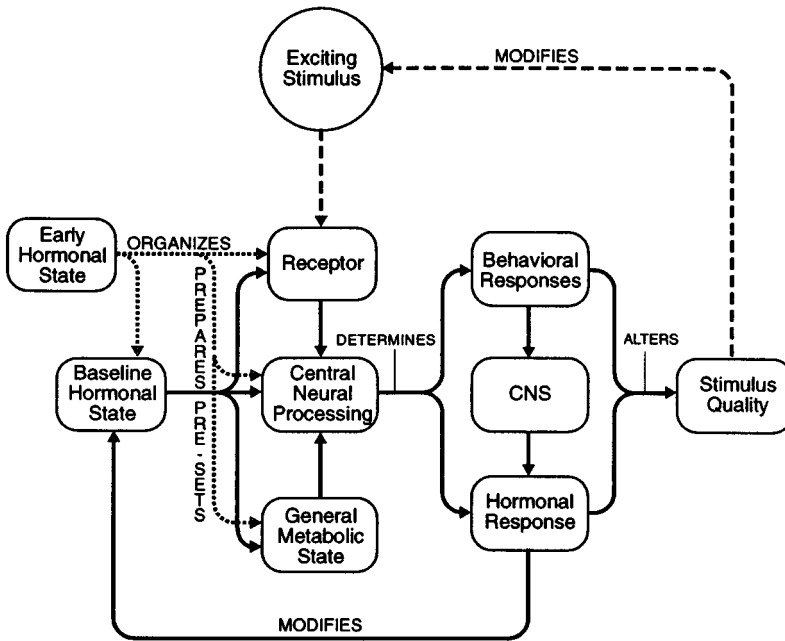 MODIFIES
Exciting
Stimulus
Early
Hormonal
State
ORGANIZES
Receptor
PREPARES PRE-SETS
Behavioral
Responses
DETERMINES
ALTERS
Baseline
Hormonal
State
Central
Neural
Processing
CNS
Stimulus
Quality
General
Metabolic
State
Hormonal
Response
MODIFIES